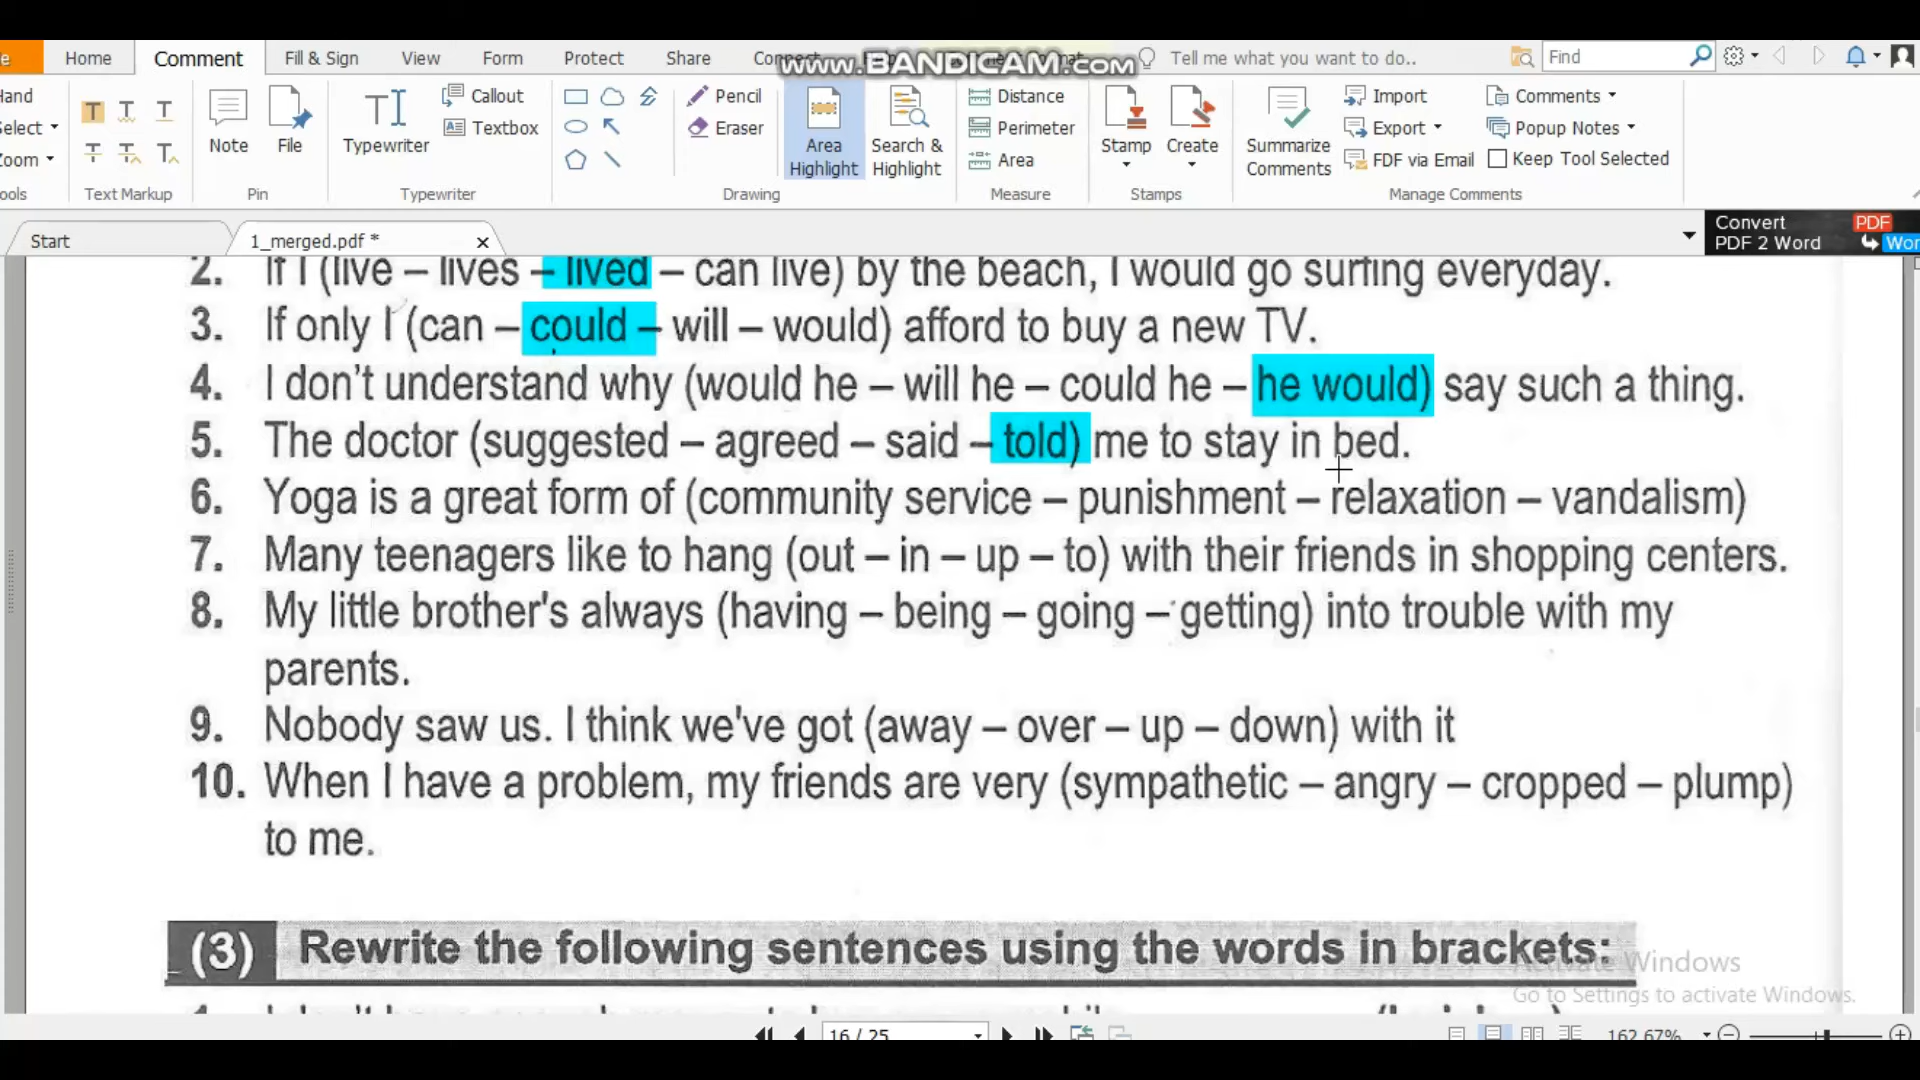 www.BANDICAM.com
e Home Comment Fill & Sign View Form Protect Share Tell me what you want to do.. Find
Hand Callout Pencil Distance Import Comments
Select Textbox Eraser Perimeter Export Popup Notes
Zoom Note File Typewriter Area Highlight Search & Highlight Area Stamp Create Summarize Comments FDF via Email Keep Tool Selected
ools Text Markup Pin Typewriter Drawing Measure Stamps Manage Comments
Start 1_merged.pdf * Convert PDF
PDF 2 Word Wor
2. If I (live – lives – lived – can live) by the beach, I would go surfing everyday.
3. If only I (can – could – will – would) afford to buy a new TV.
4. I don't understand why (would he – will he – could he – he would) say such a thing.
5. The doctor (suggested – agreed – said – told) me to stay in bed.
6. Yoga is a great form of (community service – punishment – relaxation – vandalism)
7. Many teenagers like to hang (out – in – up – to) with their friends in shopping centers.
8. My little brother's always (having – being – going – getting) into trouble with my
parents.
9. Nobody saw us. I think we've got (away – over – up – down) with it
10. When I have a problem, my friends are very (sympathetic – angry – cropped – plump)
to me.
(3) Rewrite the following sentences using the words in brackets:
Activate Windows
Go to Settings to activate Windows.
16 / 25 162.67%